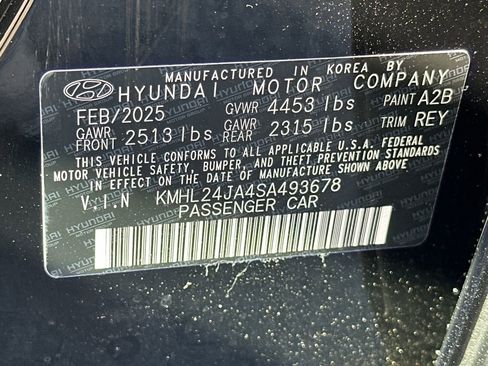 MANUFACTURED IN KOREA BY
HYUNDAI MOTOR COMPANY
FEB/2025 GVWR 4453 lbs PAINT A2B
GAWR FRONT 2513 lbs GAWR REAR 2315 lbs TRIM REY
THIS VEHICLE CONFORMS TO ALL APPLICABLE U.S.A. FEDERAL
MOTOR VEHICLE SAFETY, BUMPER, AND THEFT PREVENTION STANDARDS
IN EFFECT ON THE DATE OF MANUFACTURE SHOWN ABOVE
V.I.N KMHL24JA4SA493678
PASSENGER CAR